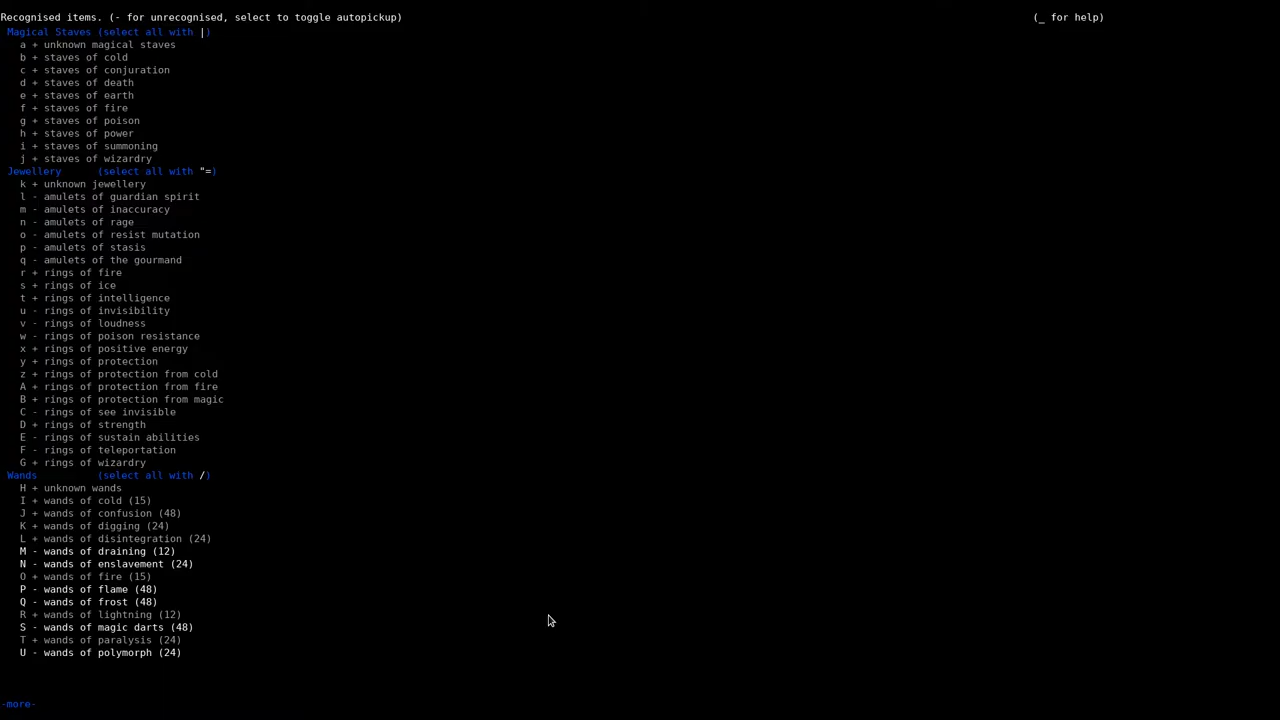 Recognised items. (- for unrecognised, select to toggle autopickup) (_ for help)
Magical Staves (select all with |)
a + unknown magical staves
b + staves of cold
c + staves of conjuration
d + staves of death
e + staves of earth
f + staves of fire
g + staves of poison
h + staves of power
i + staves of summoning
j + staves of wizardry
Jewellery (select all with "=)
k + unknown jewellery
l - amulets of guardian spirit
m - amulets of inaccuracy
n - amulets of rage
o - amulets of resist mutation
p - amulets of stasis
q - amulets of the gourmand
r + rings of fire
s + rings of ice
t + rings of intelligence
u - rings of invisibility
v - rings of loudness
w - rings of poison resistance
x + rings of positive energy
y + rings of protection
z + rings of protection from cold
A + rings of protection from fire
B + rings of protection from magic
C - rings of see invisible
D + rings of strength
E - rings of sustain abilities
F - rings of teleportation
G + rings of wizardry
Wands (select all with /)
H + unknown wands
I + wands of cold (15)
J + wands of confusion (48)
K + wands of digging (24)
L + wands of disintegration (24)
M - wands of draining (12)
N - wands of enslavement (24)
O + wands of fire (15)
P - wands of flame (48)
Q - wands of frost (48)
R + wands of lightning (12)
S - wands of magic darts (48)
T + wands of paralysis (24)
U - wands of polymorph (24)
-more-